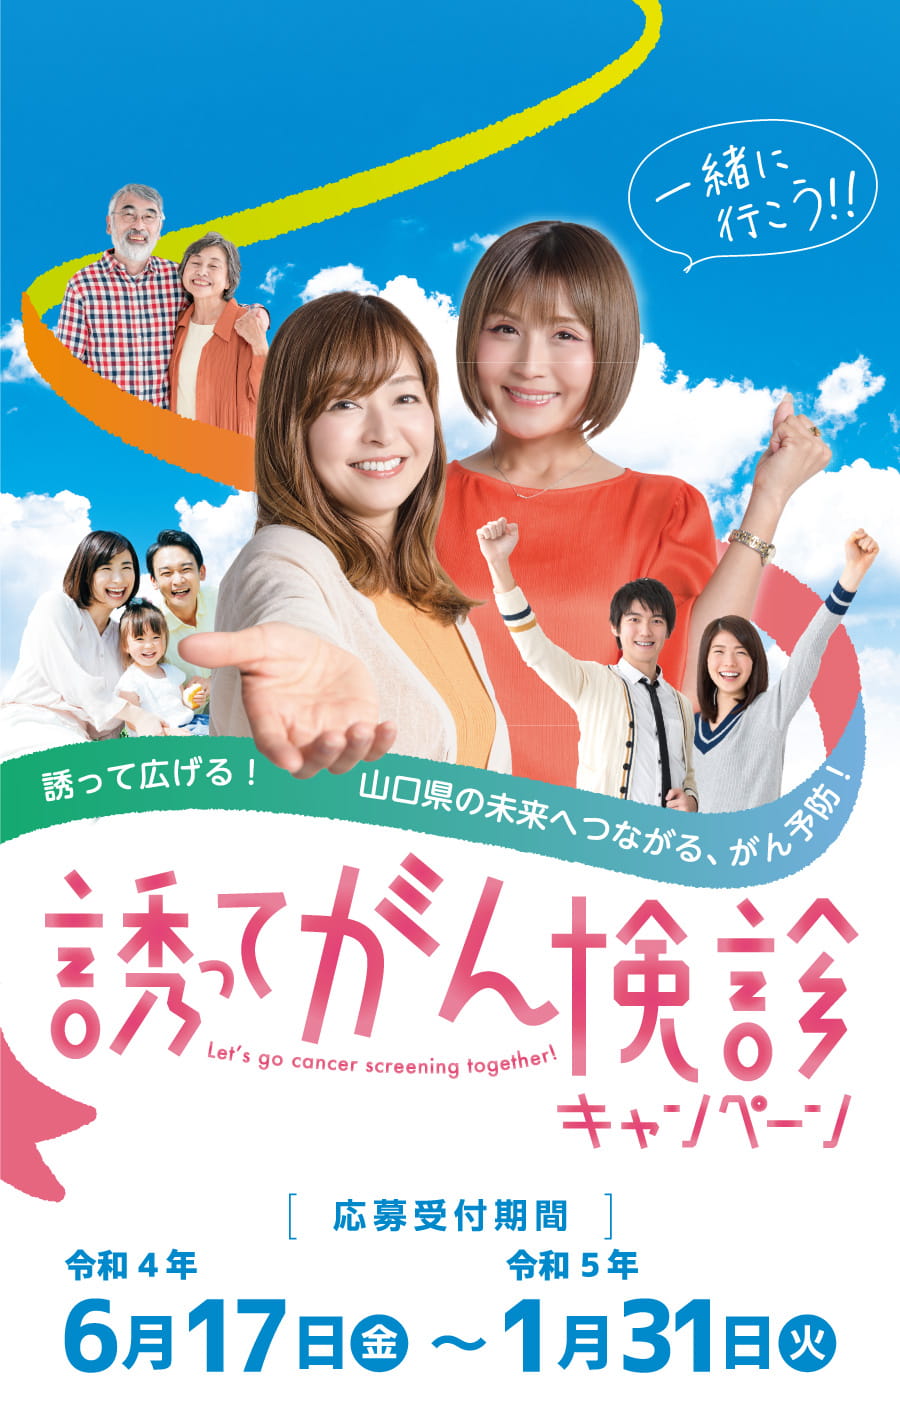 一緒に
行こう!!
誘って広げる！
山口県の未来へつながる、がん予防！
誘ってがん検診
Let's go cancer screening together!
キャンペーン
[ 応募受付期間 ]
令和4年
令和5年
6月17日㊎ ～ 1月31日㊋